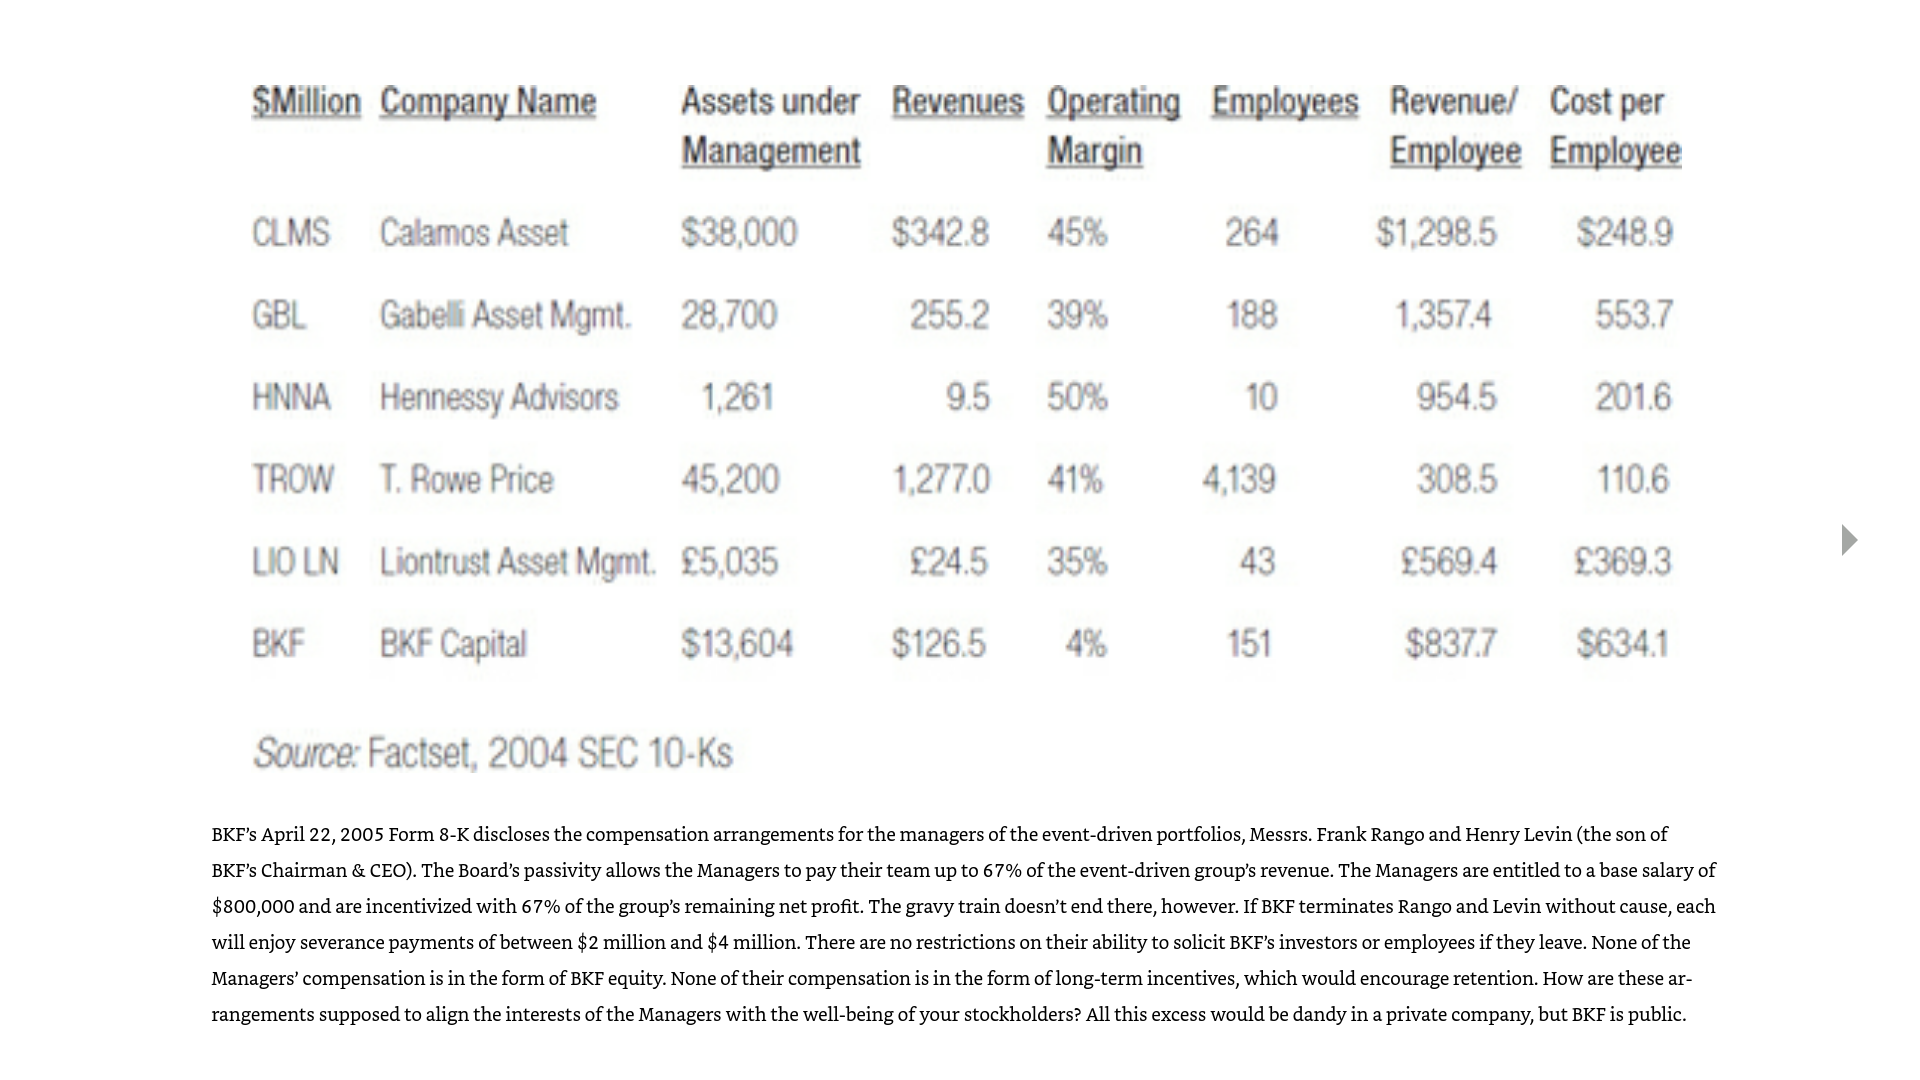 $Million Company Name Assets under Revenues Operating Employees Revenue/ Cost per
Management Margin Employee Employee
CLMS Calamos Asset $38,000 $342.8 45% 264 $1,298.5 $248.9
GBL Gabelli Asset Mgmt. 28,700 255.2 39% 188 1,357.4 553.7
HNNA Hennessy Advisors 1,261 9.5 50% 10 954.5 201.6
TROW T. Rowe Price 45,200 1,277.0 41% 4,139 308.5 110.6
LIO LN Liontrust Asset Mgmt. £5,035 £24.5 35% 43 £569.4 £369.3
BKF BKF Capital $13,604 $126.5 4% 151 $837.7 $634.1
Source: Factset, 2004 SEC 10-Ks
BKF’s April 22, 2005 Form 8-K discloses the compensation arrangements for the managers of the event-driven portfolios, Messrs. Frank Rango and Henry Levin (the son of
BKF’s Chairman & CEO). The Board’s passivity allows the Managers to pay their team up to 67% of the event-driven group’s revenue. The Managers are entitled to a base salary of
$800,000 and are incentivized with 67% of the group’s remaining net profit. The gravy train doesn’t end there, however. If BKF terminates Rango and Levin without cause, each
will enjoy severance payments of between $2 million and $4 million. There are no restrictions on their ability to solicit BKF’s investors or employees if they leave. None of the
Managers’ compensation is in the form of BKF equity. None of their compensation is in the form of long-term incentives, which would encourage retention. How are these ar-
rangements supposed to align the interests of the Managers with the well-being of your stockholders? All this excess would be dandy in a private company, but BKF is public.